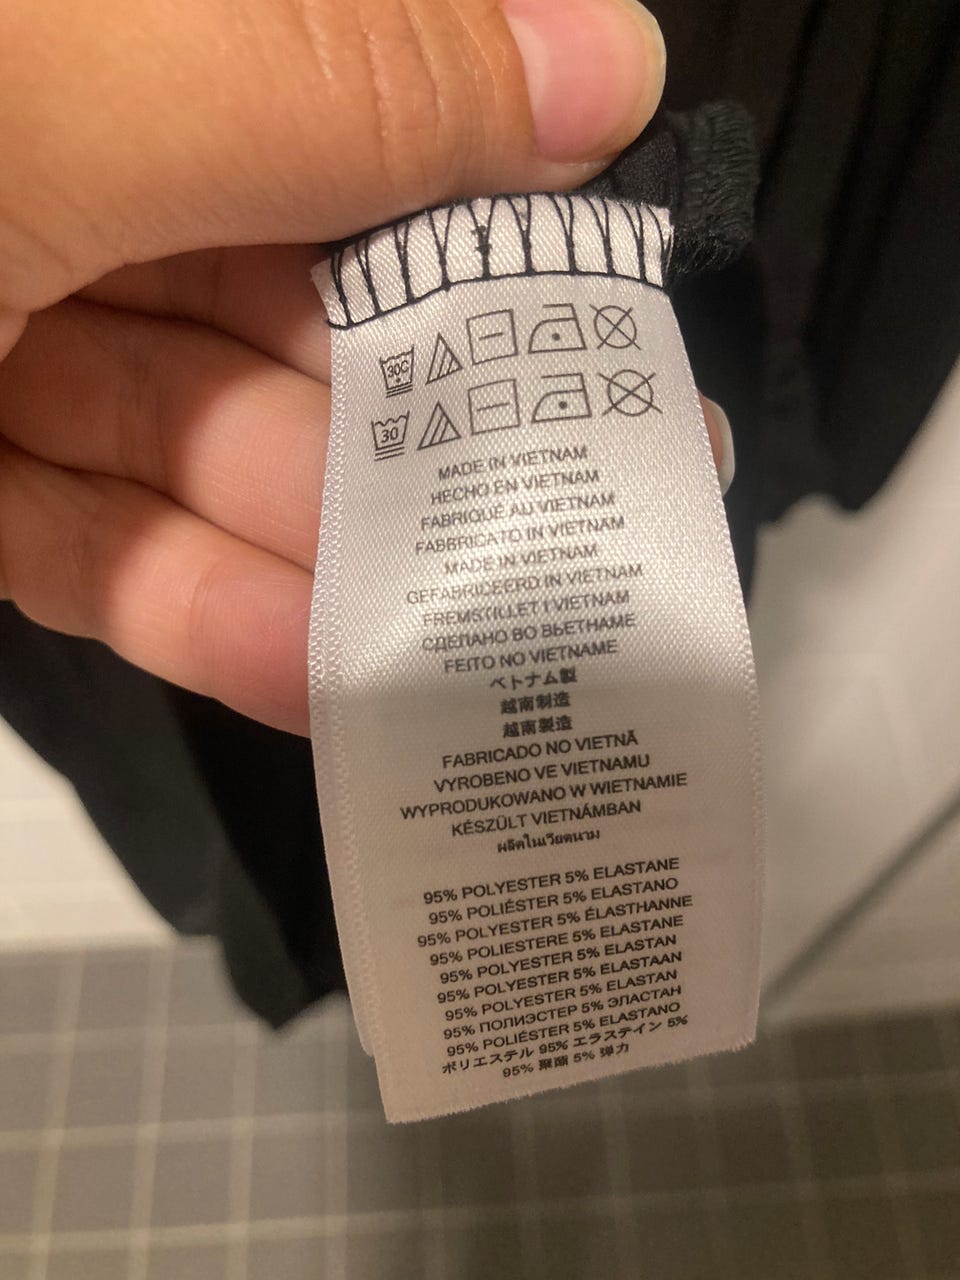 30C
30
MADE IN VIETNAM
HECHO EN VIETNAM
FABRIQUÉ AU VIETNAM
FABBRICATO IN VIETNAM
MADE IN VIETNAM
GEFABRICEERD IN VIETNAM
FREMSTILLET I VIETNAM
СДЕЛАНО ВО ВЬЕТНАМЕ
FEITO NO VIETNAME
ベトナム製
越南制造
越南製造
FABRICADO NO VIETNÃ
VYROBENO VE VIETNAMU
WYPRODUKOWANO W WIETNAMIE
KÉSZÜLT VIETNÁMBAN
ผลิตในเวียดนาม
95% POLYESTER 5% ELASTANE
95% POLIÉSTER 5% ELASTANO
95% POLYESTER 5% ÉLASTHANNE
95% POLIESTERE 5% ELASTANE
95% POLYESTER 5% ELASTAN
95% POLYESTER 5% ELASTAAN
95% POLYESTER 5% ELASTAN
95% ПОЛИЭСТЕР 5% ЭЛАСТАН
95% POLIÉSTER 5% ELASTANO
ポリエステル 95% エラステイン 5%
95% 聚酯 5% 弹力